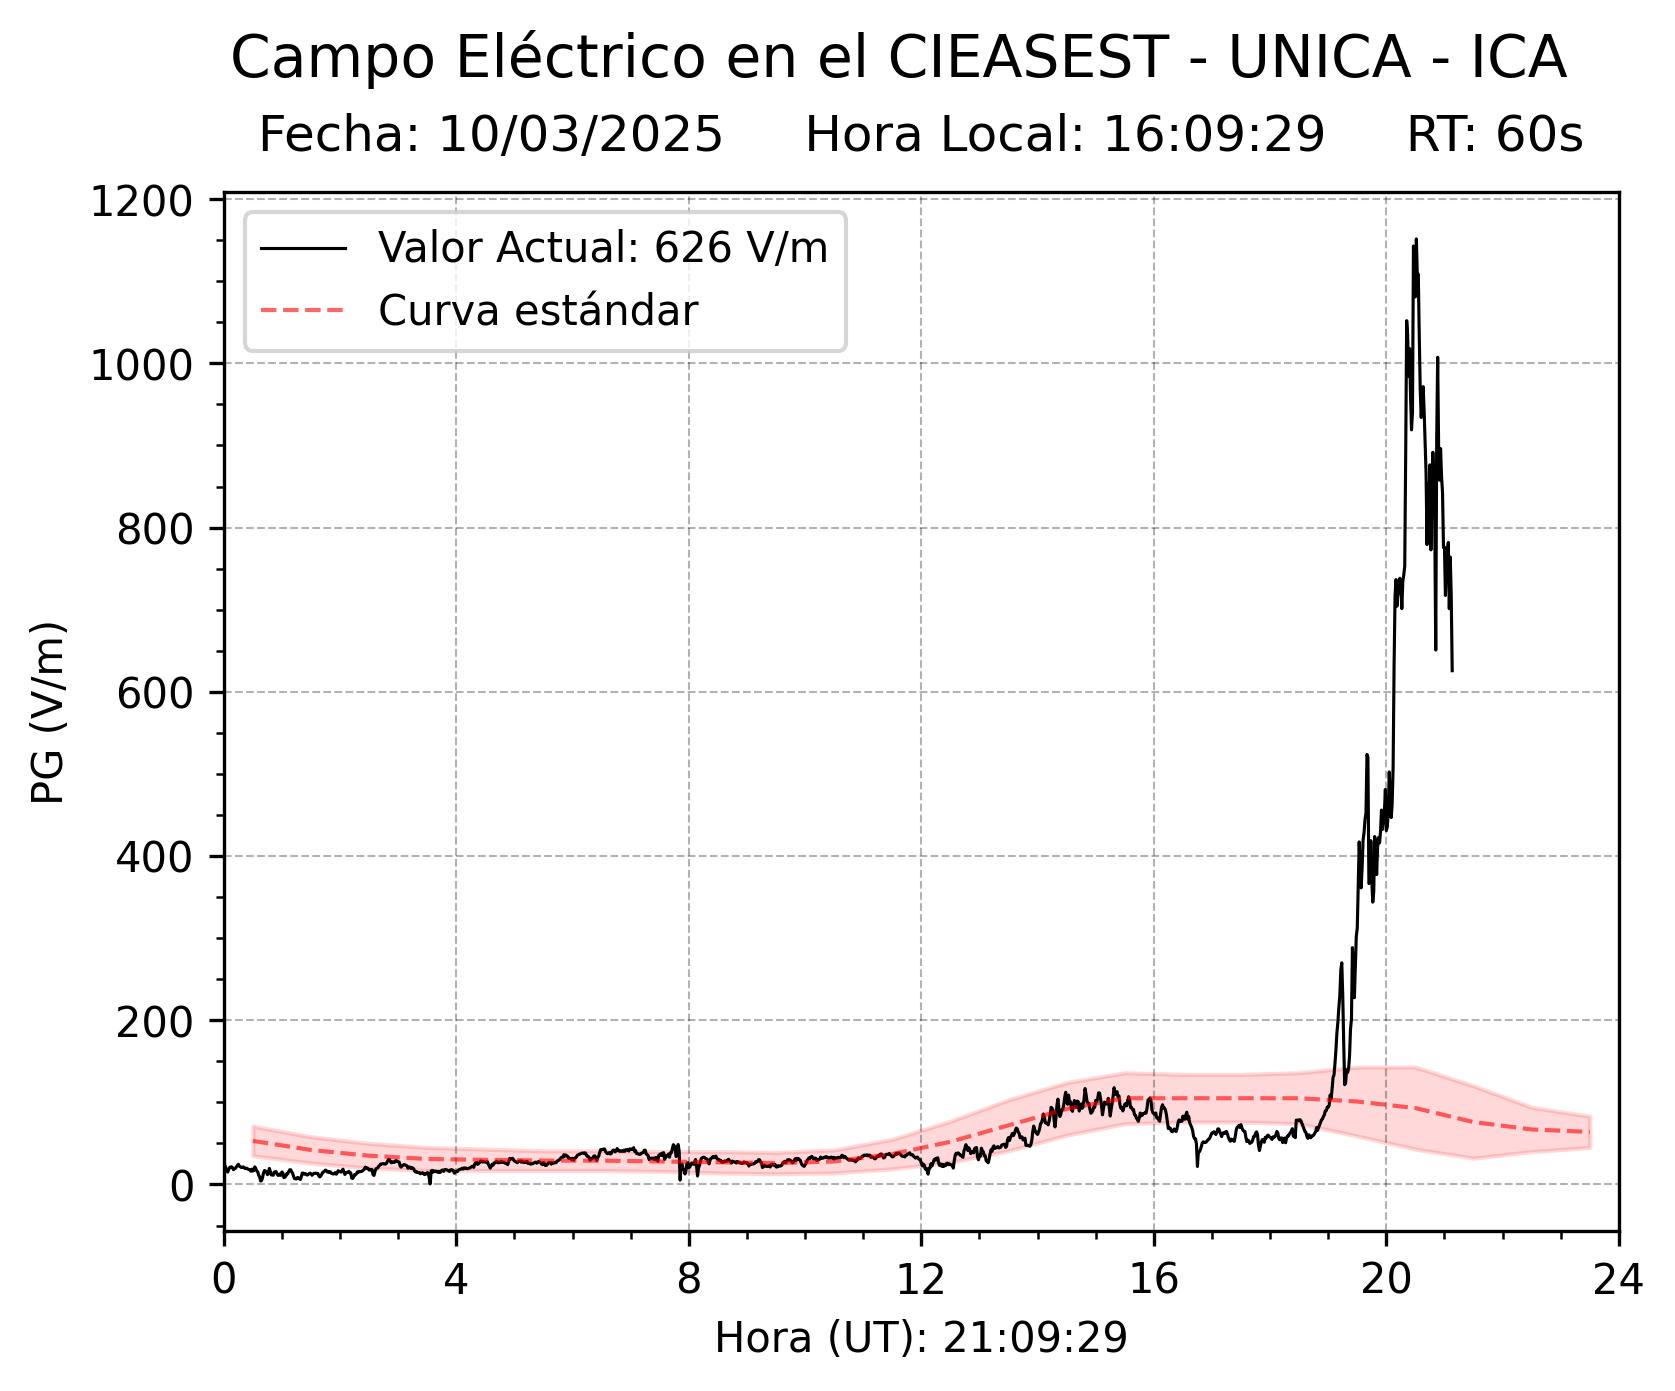 Campo Eléctrico en el CIEASEST - UNICA - ICA
Fecha: 10/03/2025 Hora Local: 16:09:29 RT: 60s
Valor Actual: 626 V/m
Curva estándar
PG (V/m)
1200
1000
800
600
400
200
0
0 4 8 12 16 20 24
Hora (UT): 21:09:29